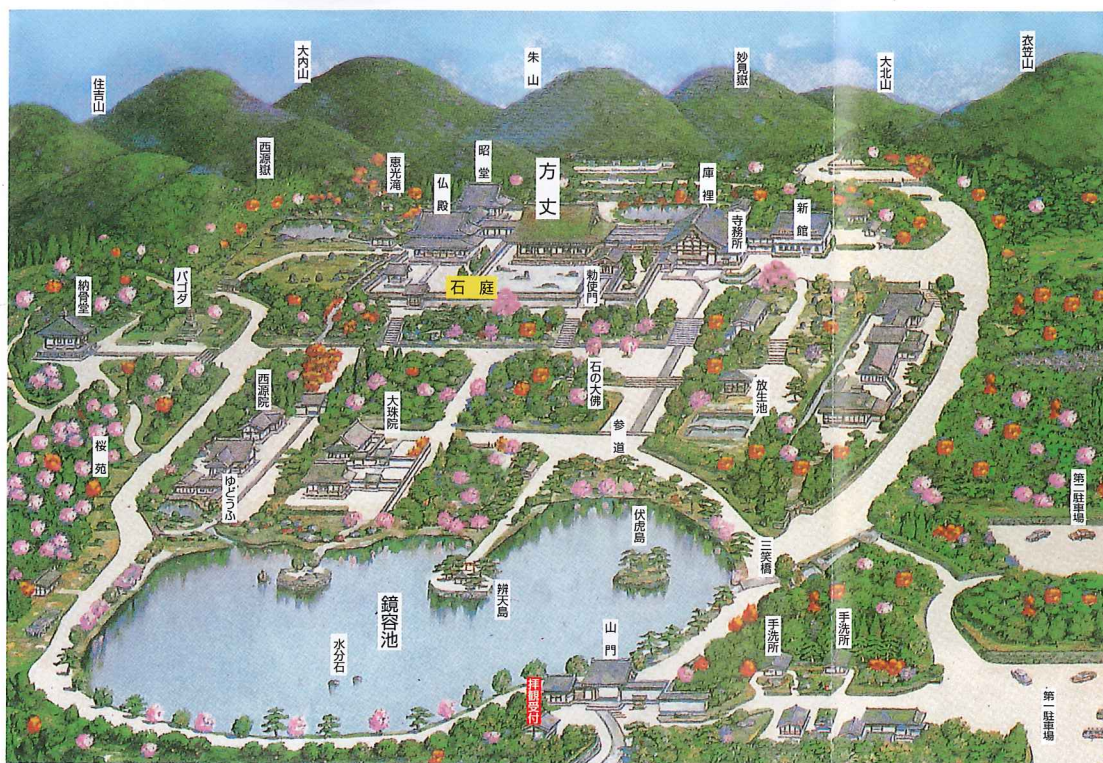 住吉山
大内山
朱山
妙見嶽
大北山
衣笠山
西源嶽
恵光滝
昭堂
仏殿
方丈
庫裡
寺務所
新館
納骨堂
パゴダ
石庭
勅使門
西源院
大珠院
石の大佛
放生池
参道
桜苑
ゆどうふ
第二駐車場
伏虎島
三笑橋
辨天島
鏡容池
水分石
山門
手洗所
手洗所
拝観受付
第一駐車場